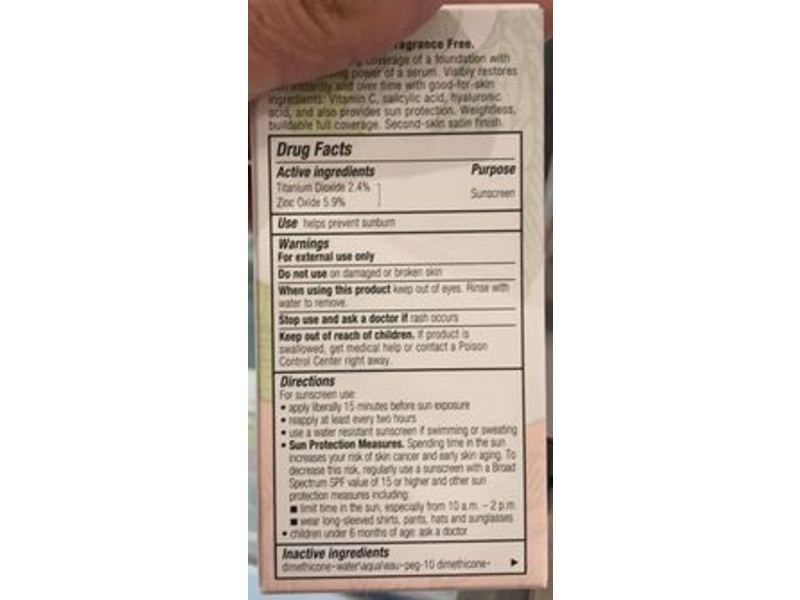 Fragrance Free.
coverage of a foundation with
power of a serum. Visibly restores
instantly and over time with good-for-skin
ingredients: Vitamin C, salicylic acid, hyaluronic
acid, and also provides sun protection. Weightless,
buildable full coverage. Second-skin satin finish.
Drug Facts
Active ingredients Purpose
Titanium Dioxide 2.4%
Zinc Oxide 5.9% Sunscreen
Use helps prevent sunburn
Warnings
For external use only
Do not use on damaged or broken skin
When using this product keep out of eyes. Rinse with
water to remove.
Stop use and ask a doctor if rash occurs
Keep out of reach of children. If product is
swallowed, get medical help or contact a Poison
Control Center right away.
Directions
For sunscreen use:
• apply liberally 15 minutes before sun exposure
• reapply at least every two hours
• use a water resistant sunscreen if swimming or sweating
• Sun Protection Measures. Spending time in the sun
increases your risk of skin cancer and early skin aging. To
decrease this risk, regularly use a sunscreen with a Broad
Spectrum SPF value of 15 or higher and other sun
protection measures including:
■ limit time in the sun, especially from 10 a.m. – 2 p.m.
■ wear long-sleeved shirts, pants, hats and sunglasses
• children under 6 months of age: ask a doctor
Inactive ingredients
dimethicone~water\aqua\eau~peg-10 dimethicone~